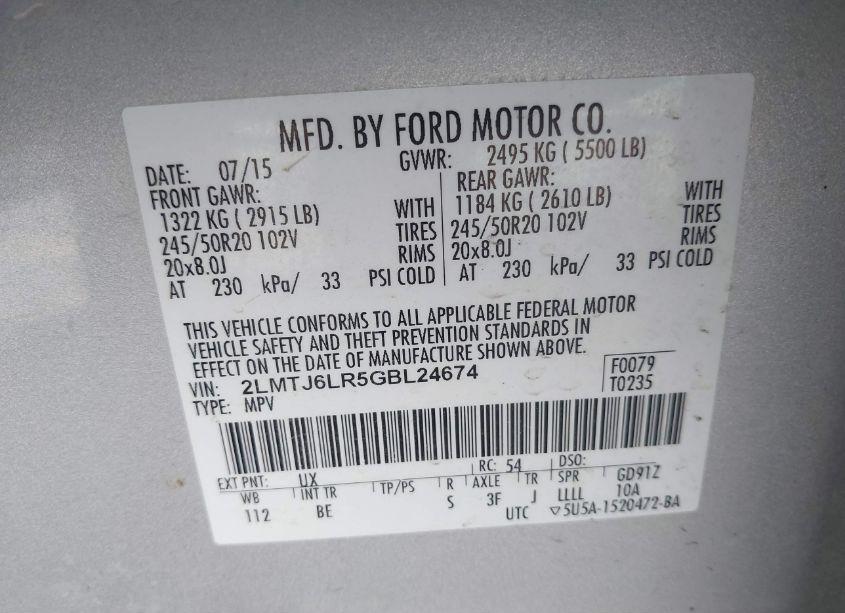 MFD. BY FORD MOTOR CO.
DATE: 07/15 GVWR: 2495 KG ( 5500 LB)
FRONT GAWR: REAR GAWR:
1322 KG ( 2915 LB) WITH 1184 KG ( 2610 LB) WITH
245/50R20 102V TIRES 245/50R20 102V TIRES
20x8.0J RIMS 20x8.0J RIMS
AT 230 kPa/ 33 PSI COLD AT 230 kPa/ 33 PSI COLD
THIS VEHICLE CONFORMS TO ALL APPLICABLE FEDERAL MOTOR
VEHICLE SAFETY AND THEFT PREVENTION STANDARDS IN
EFFECT ON THE DATE OF MANUFACTURE SHOWN ABOVE.
VIN: 2LMTJ6LR5GBL24674 F0079
TYPE: MPV T0235
EXT PNT: UX RC: 54 DSO:
WB INT TR TP/PS R AXLE TR SPR GD91Z
112 BE S 3F J LLLL 10A
UTC ▽5U5A-1520472-BA